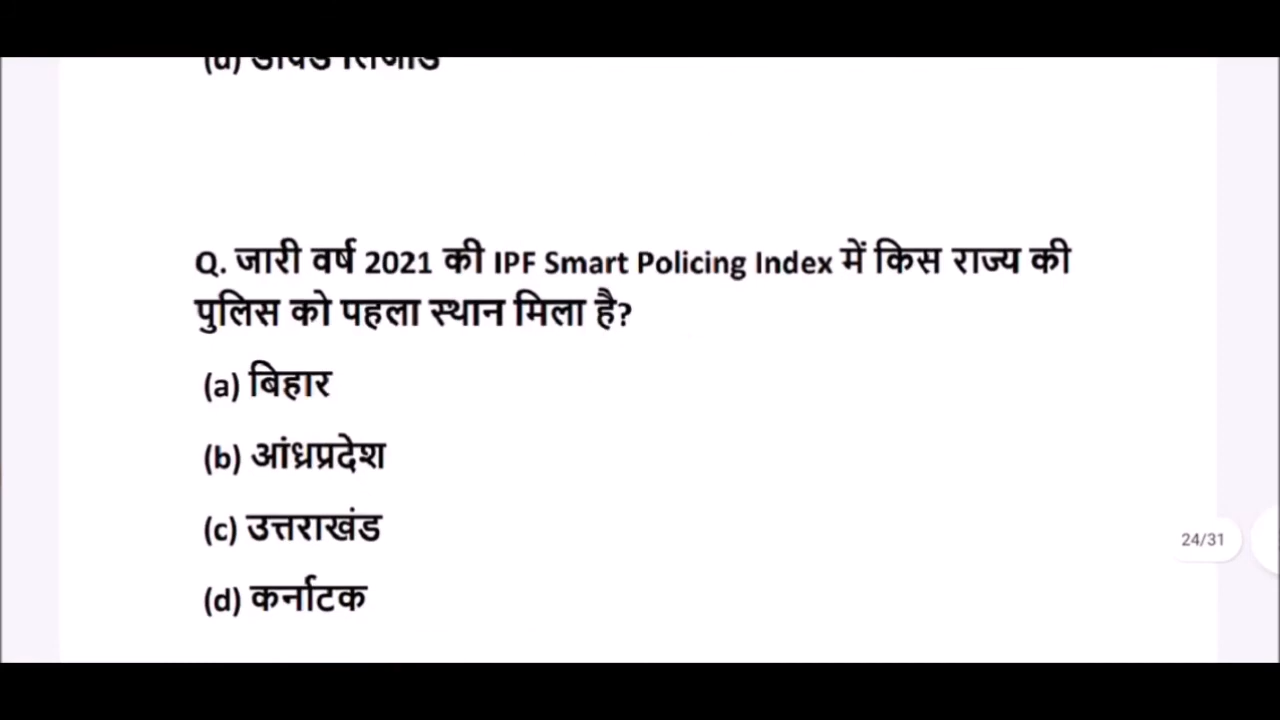 Q. जारी वर्ष 2021 की IPF Smart Policing Index में किस राज्य की
पुलिस को पहला स्थान मिला है?
(a) बिहार
(b) आंध्रप्रदेश
(c) उत्तराखंड
24/31
(d) कर्नाटक